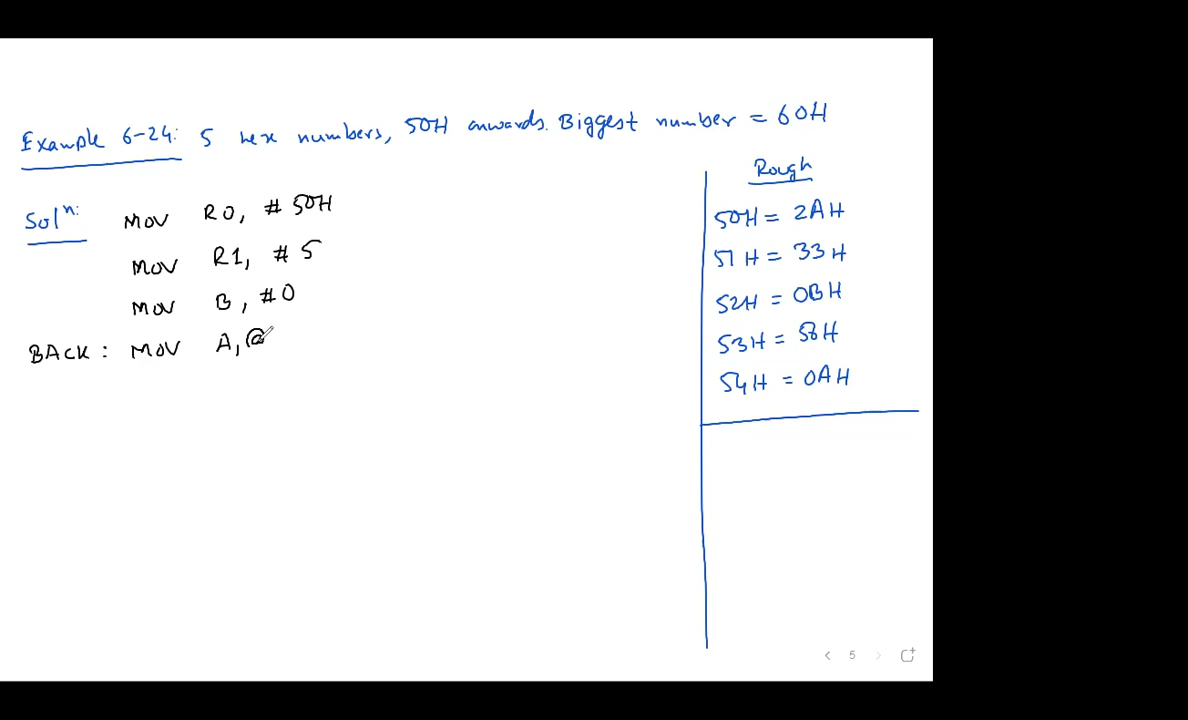 Example 6-24: 5 hex numbers, 50H onwards. Biggest number = 60H
Soln: MOV R0, # 50H
MOV R1, # 5
MOV B, #0
BACK: MOV A, @
Rough
50H = 2AH
51H = 33H
52H = 0BH
53H =
54H = 0AH
5